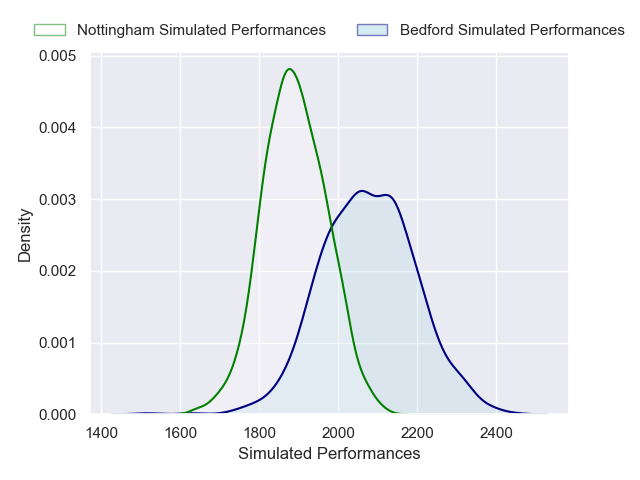 Nottingham Simulated Performances
Bedford Simulated Performances
0.005
0.004
0.003
0.002
0.001
0.000
Density
1400 1600 1800 2000 2200 2400
Simulated Performances